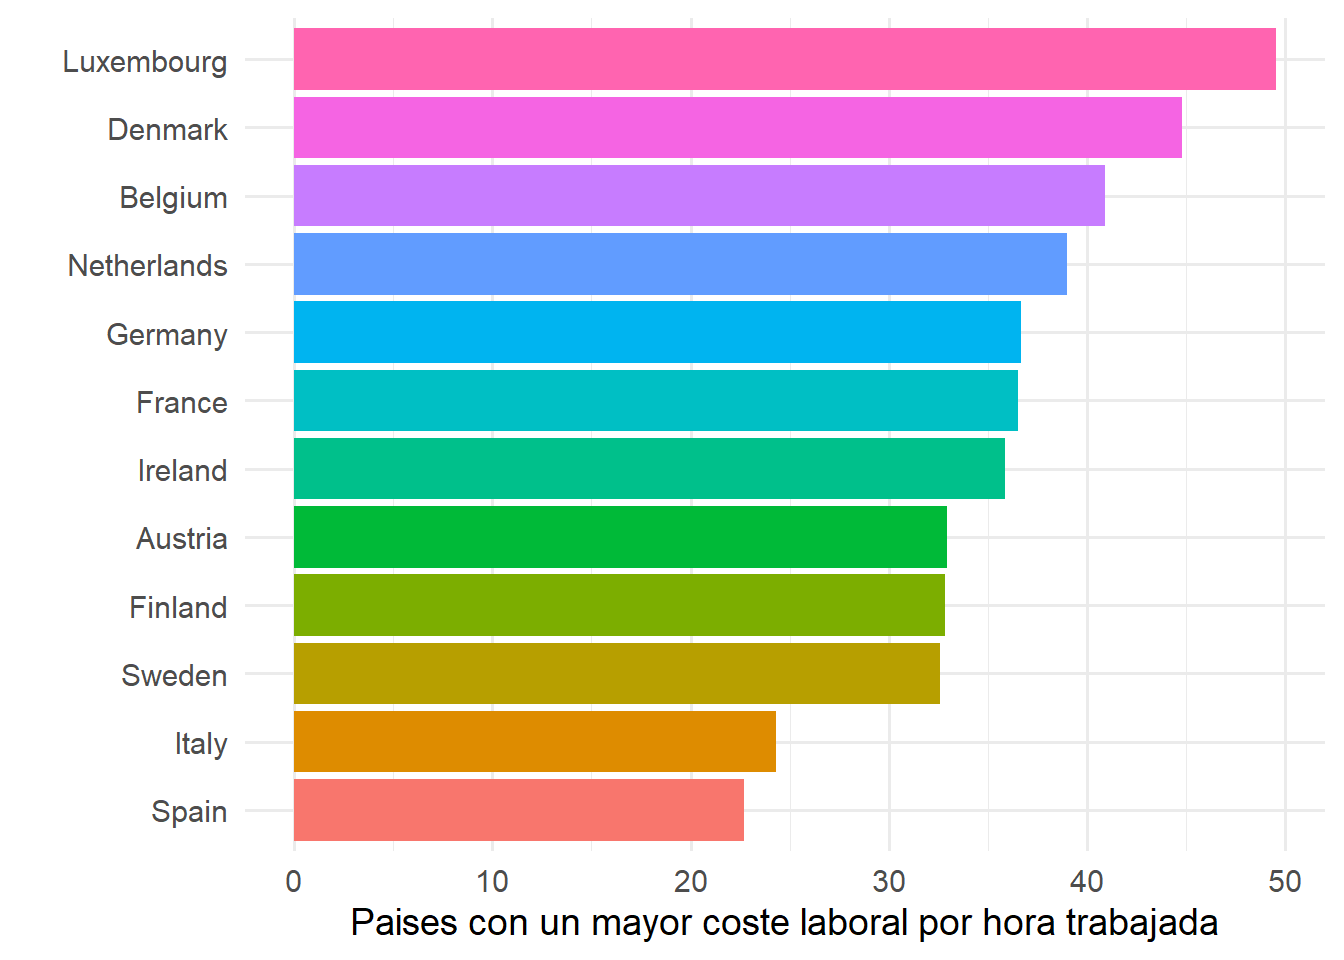 Luxembourg
Denmark
Belgium
Netherlands
Germany
France
Ireland
Austria
Finland
Sweden
Italy
Spain
0 10 20 30 40 50
Paises con un mayor coste laboral por hora trabajada